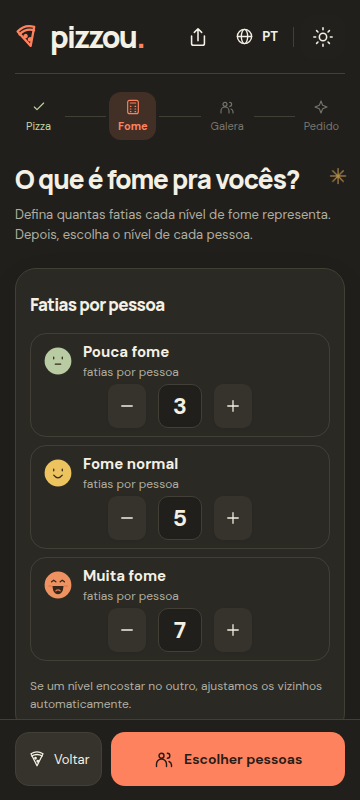 pizzou.
PT
Pizza
Fome
Galera
Pedido
O que é fome pra vocês?
Defina quantas fatias cada nível de fome representa.
Depois, escolha o nível de cada pessoa.
Fatias por pessoa
Pouca fome
fatias por pessoa
− 3 +
Fome normal
fatias por pessoa
− 5 +
Muita fome
fatias por pessoa
− 7 +
Se um nível encostar no outro, ajustamos os vizinhos
automaticamente.
Voltar
Escolher pessoas